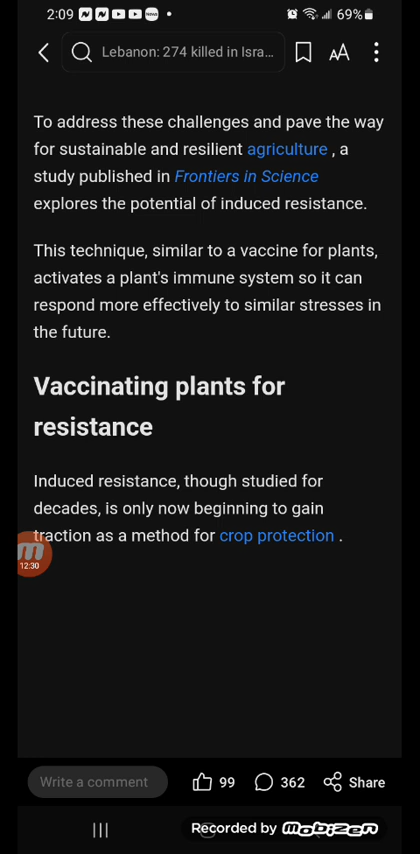 2:09 69%
Lebanon: 274 killed in Isra... AA
To address these challenges and pave the way
for sustainable and resilient agriculture , a
study published in Frontiers in Science
explores the potential of induced resistance.
This technique, similar to a vaccine for plants,
activates a plant's immune system so it can
respond more effectively to similar stresses in
the future.
Vaccinating plants for
resistance
Induced resistance, though studied for
decades, is only now beginning to gain
traction as a method for crop protection .
m
12:30
Write a comment 99 362 Share
Recorded by mobizen